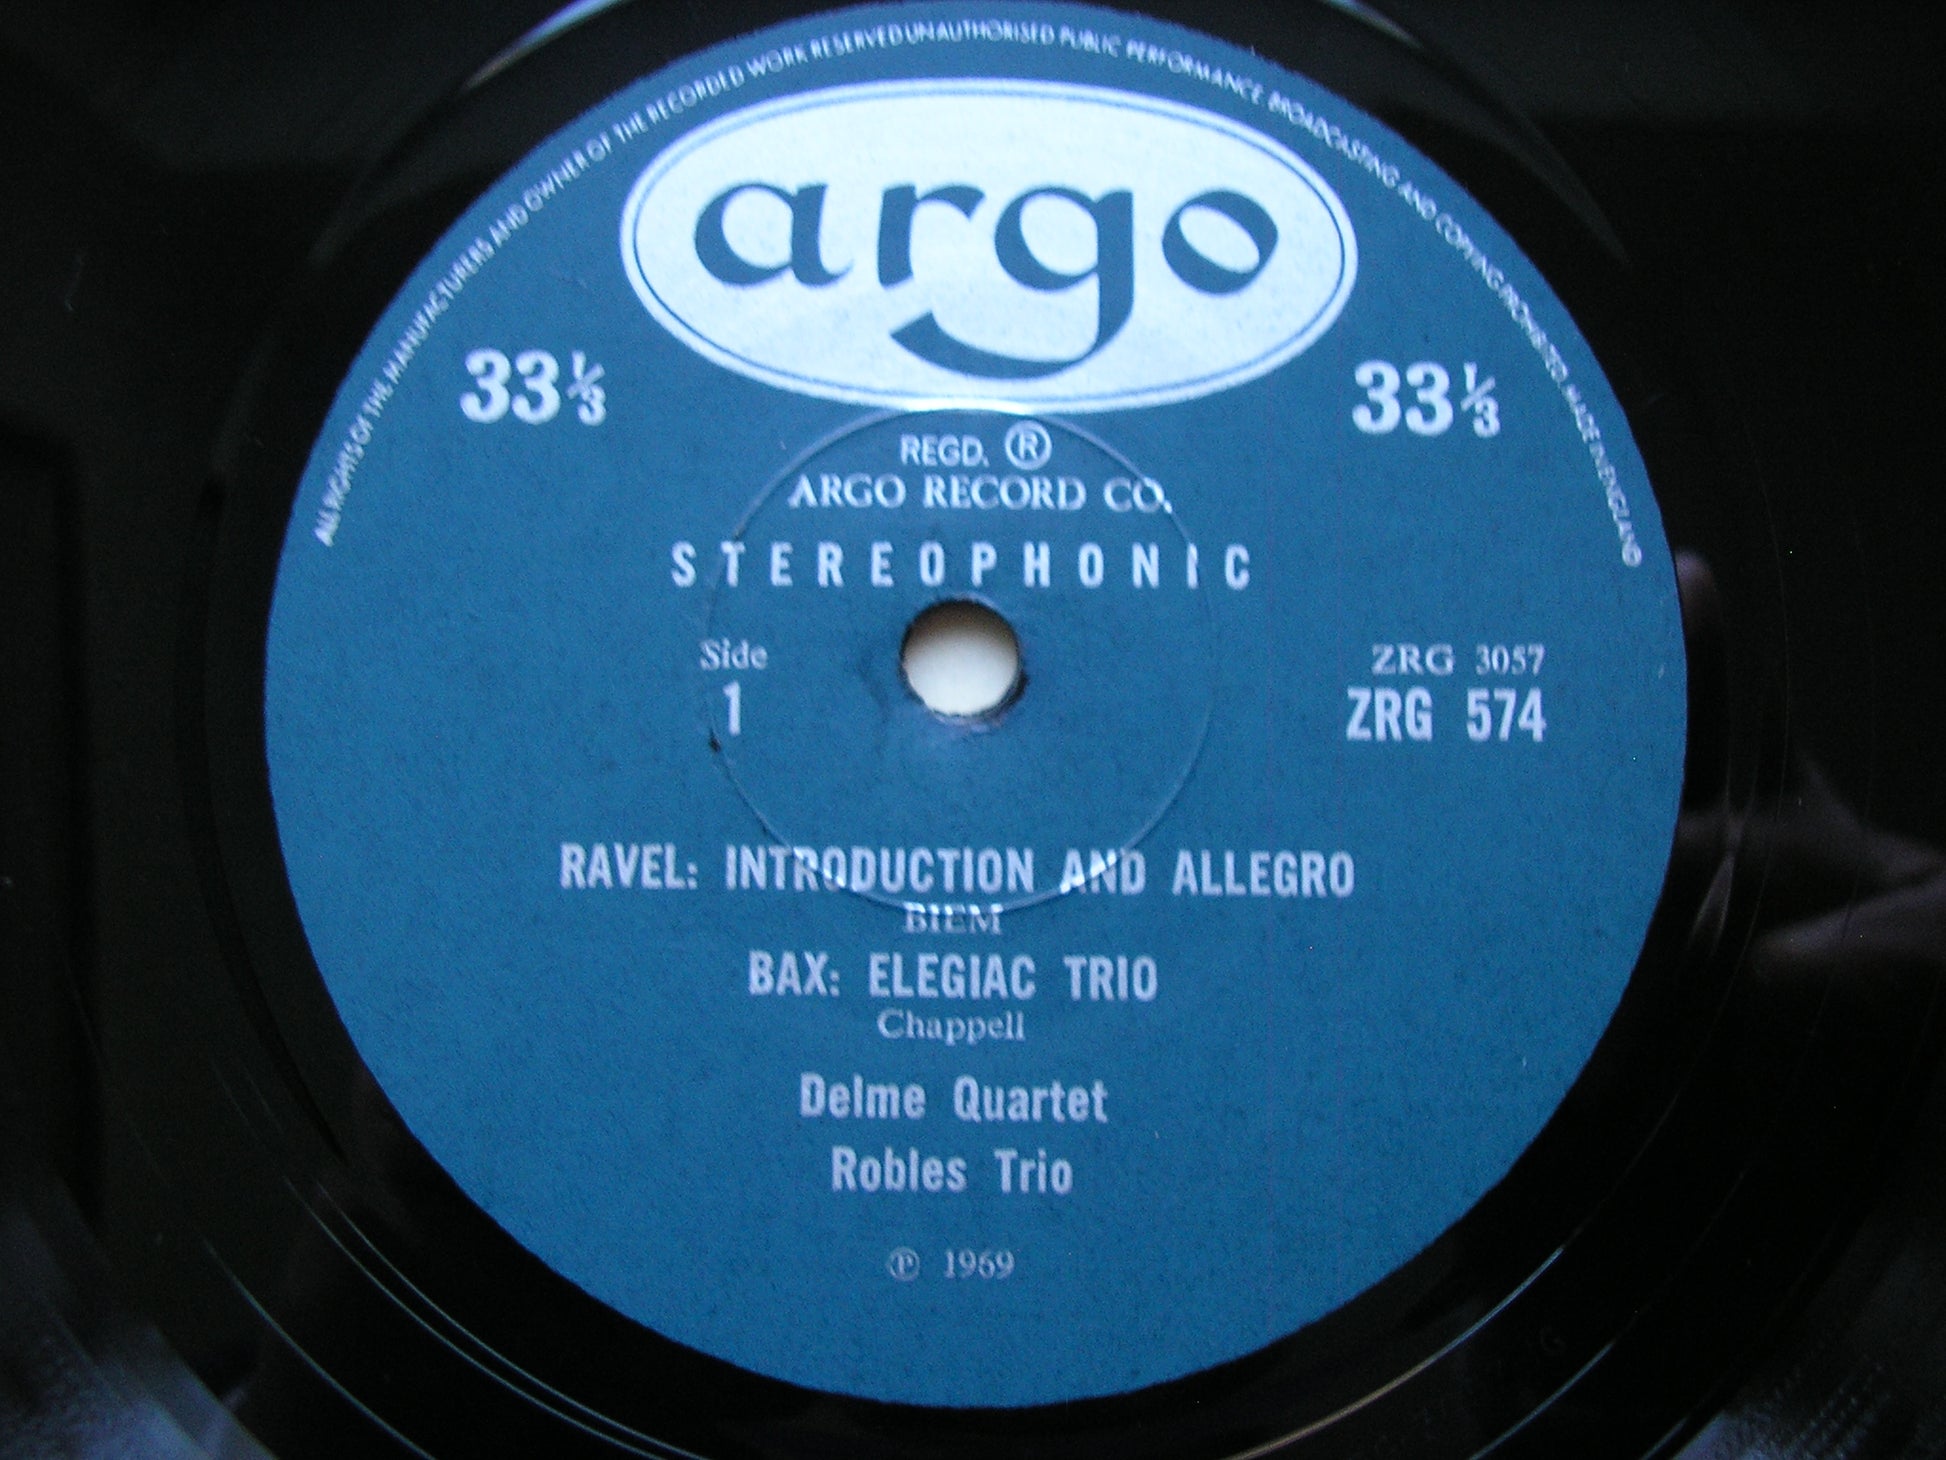 ALL RIGHTS OF THE MANUFACTURERS AND OWNER OF THE RECORDED WORK RESERVED UNAUTHORISED PUBLIC PERFORMANCE, BROADCASTING AND COPYING PROHIBITED, MADE IN ENGLAND
argo
33⅓ 33⅓
REGD. ®
ARGO RECORD CO.
STEREOPHONIC
Side ZRG 3057
1 ZRG 574
RAVEL: INTRODUCTION AND ALLEGRO
BIEM
BAX: ELEGIAC TRIO
Chappell
Delme Quartet
Robles Trio
℗ 1969